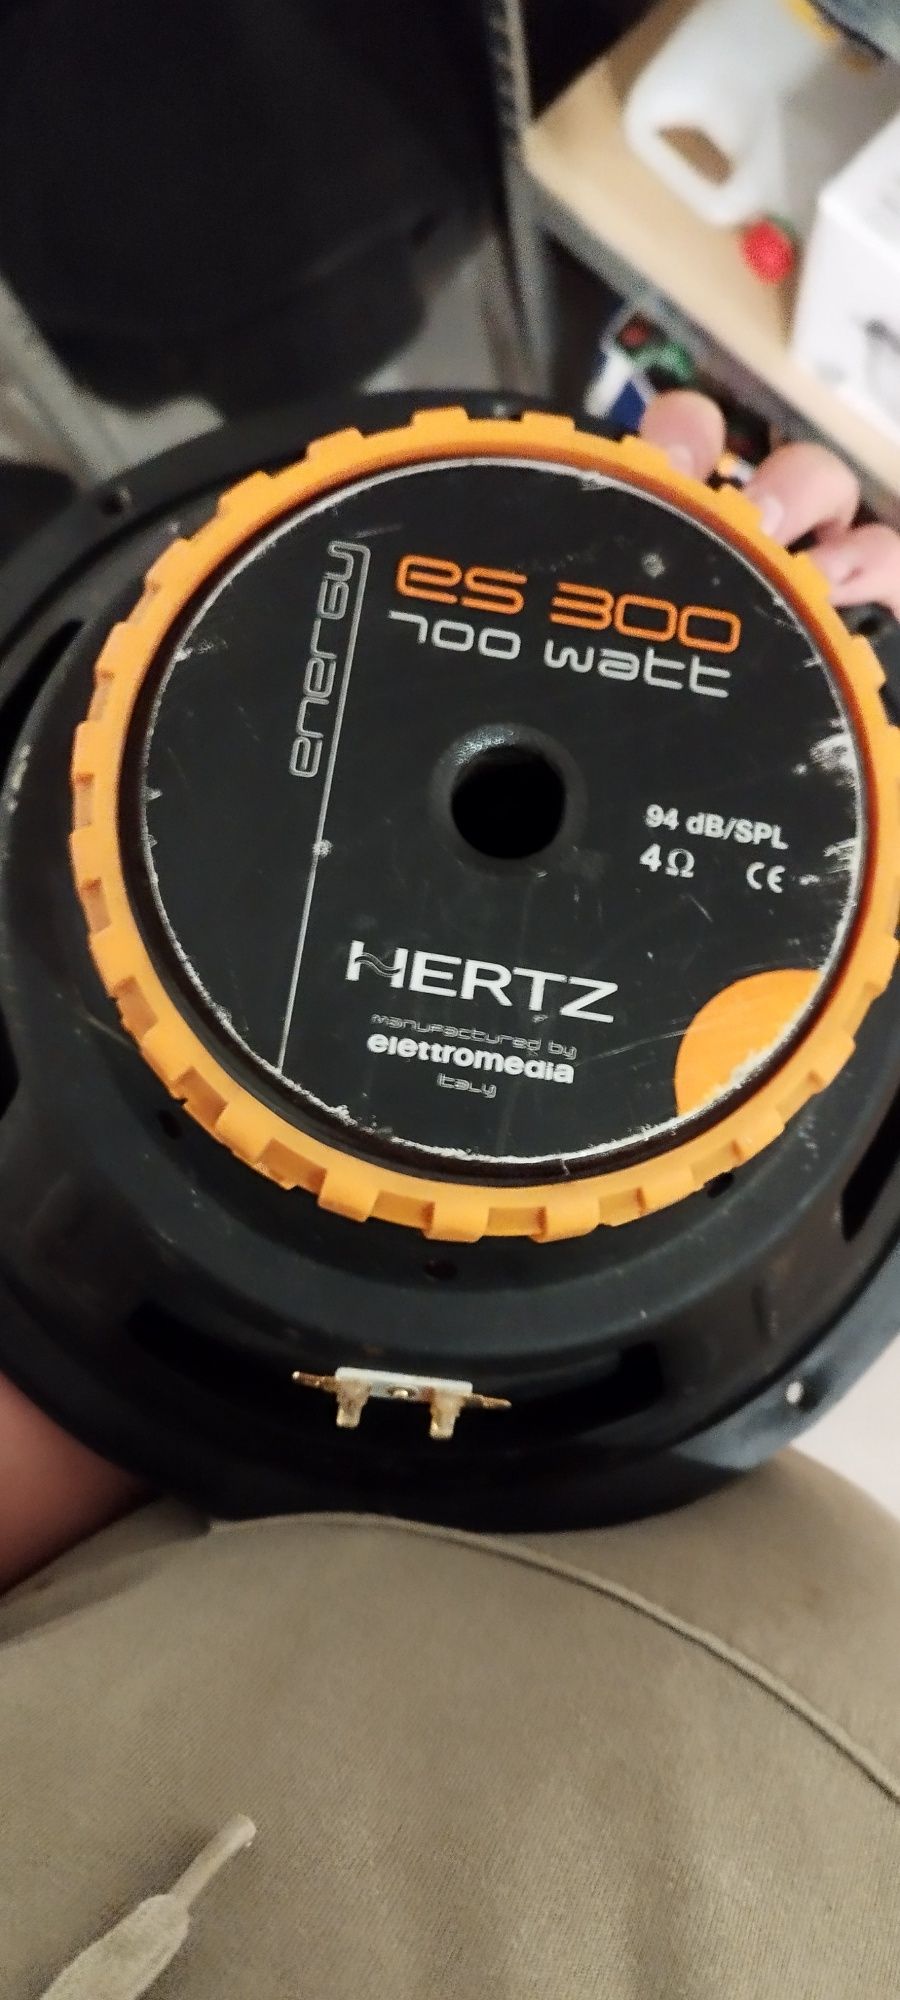 energy
es 300
700 watt
94 dB/SPL
4Ω CE
HERTZ
manufactured by
elettromedia
italy